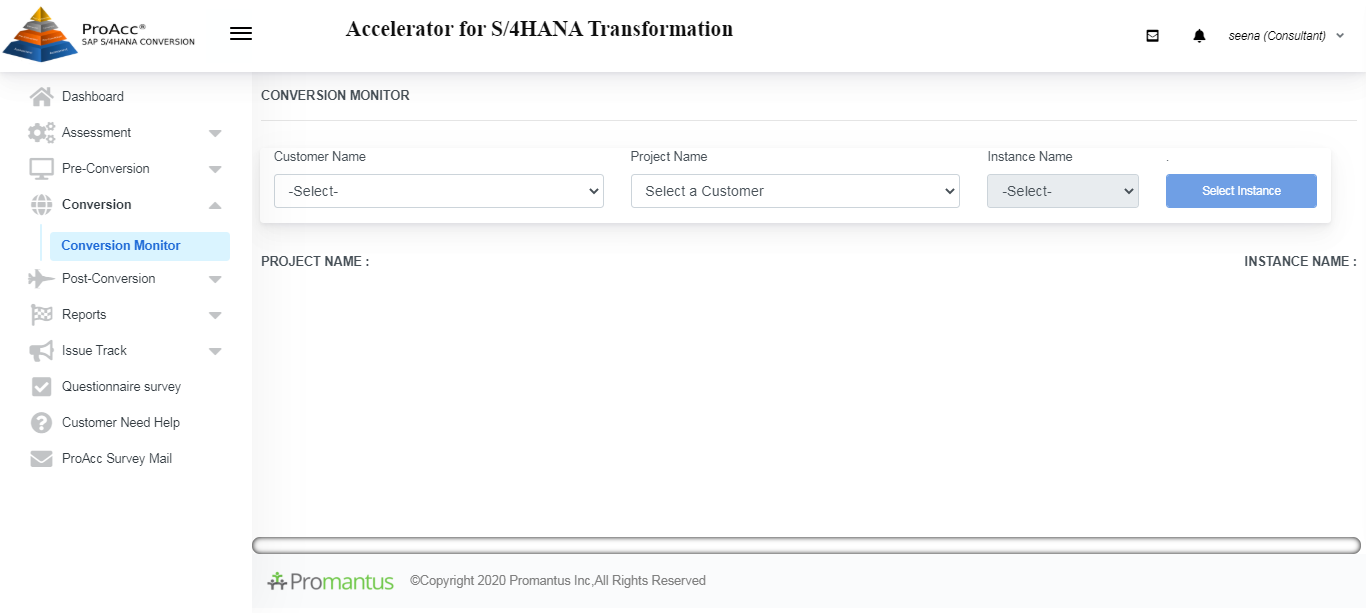 ProAcc®
SAP S/4HANA CONVERSION
Accelerator for S/4HANA Transformation
seena (Consultant)
Dashboard
Assessment
Pre-Conversion
Conversion
Conversion Monitor
Post-Conversion
Reports
Issue Track
Questionnaire survey
Customer Need Help
ProAcc Survey Mail
CONVERSION MONITOR
Customer Name
Project Name
Instance Name
.
-Select-
Select a Customer
-Select-
Select Instance
PROJECT NAME :
INSTANCE NAME :
Promantus
©Copyright 2020 Promantus Inc,All Rights Reserved